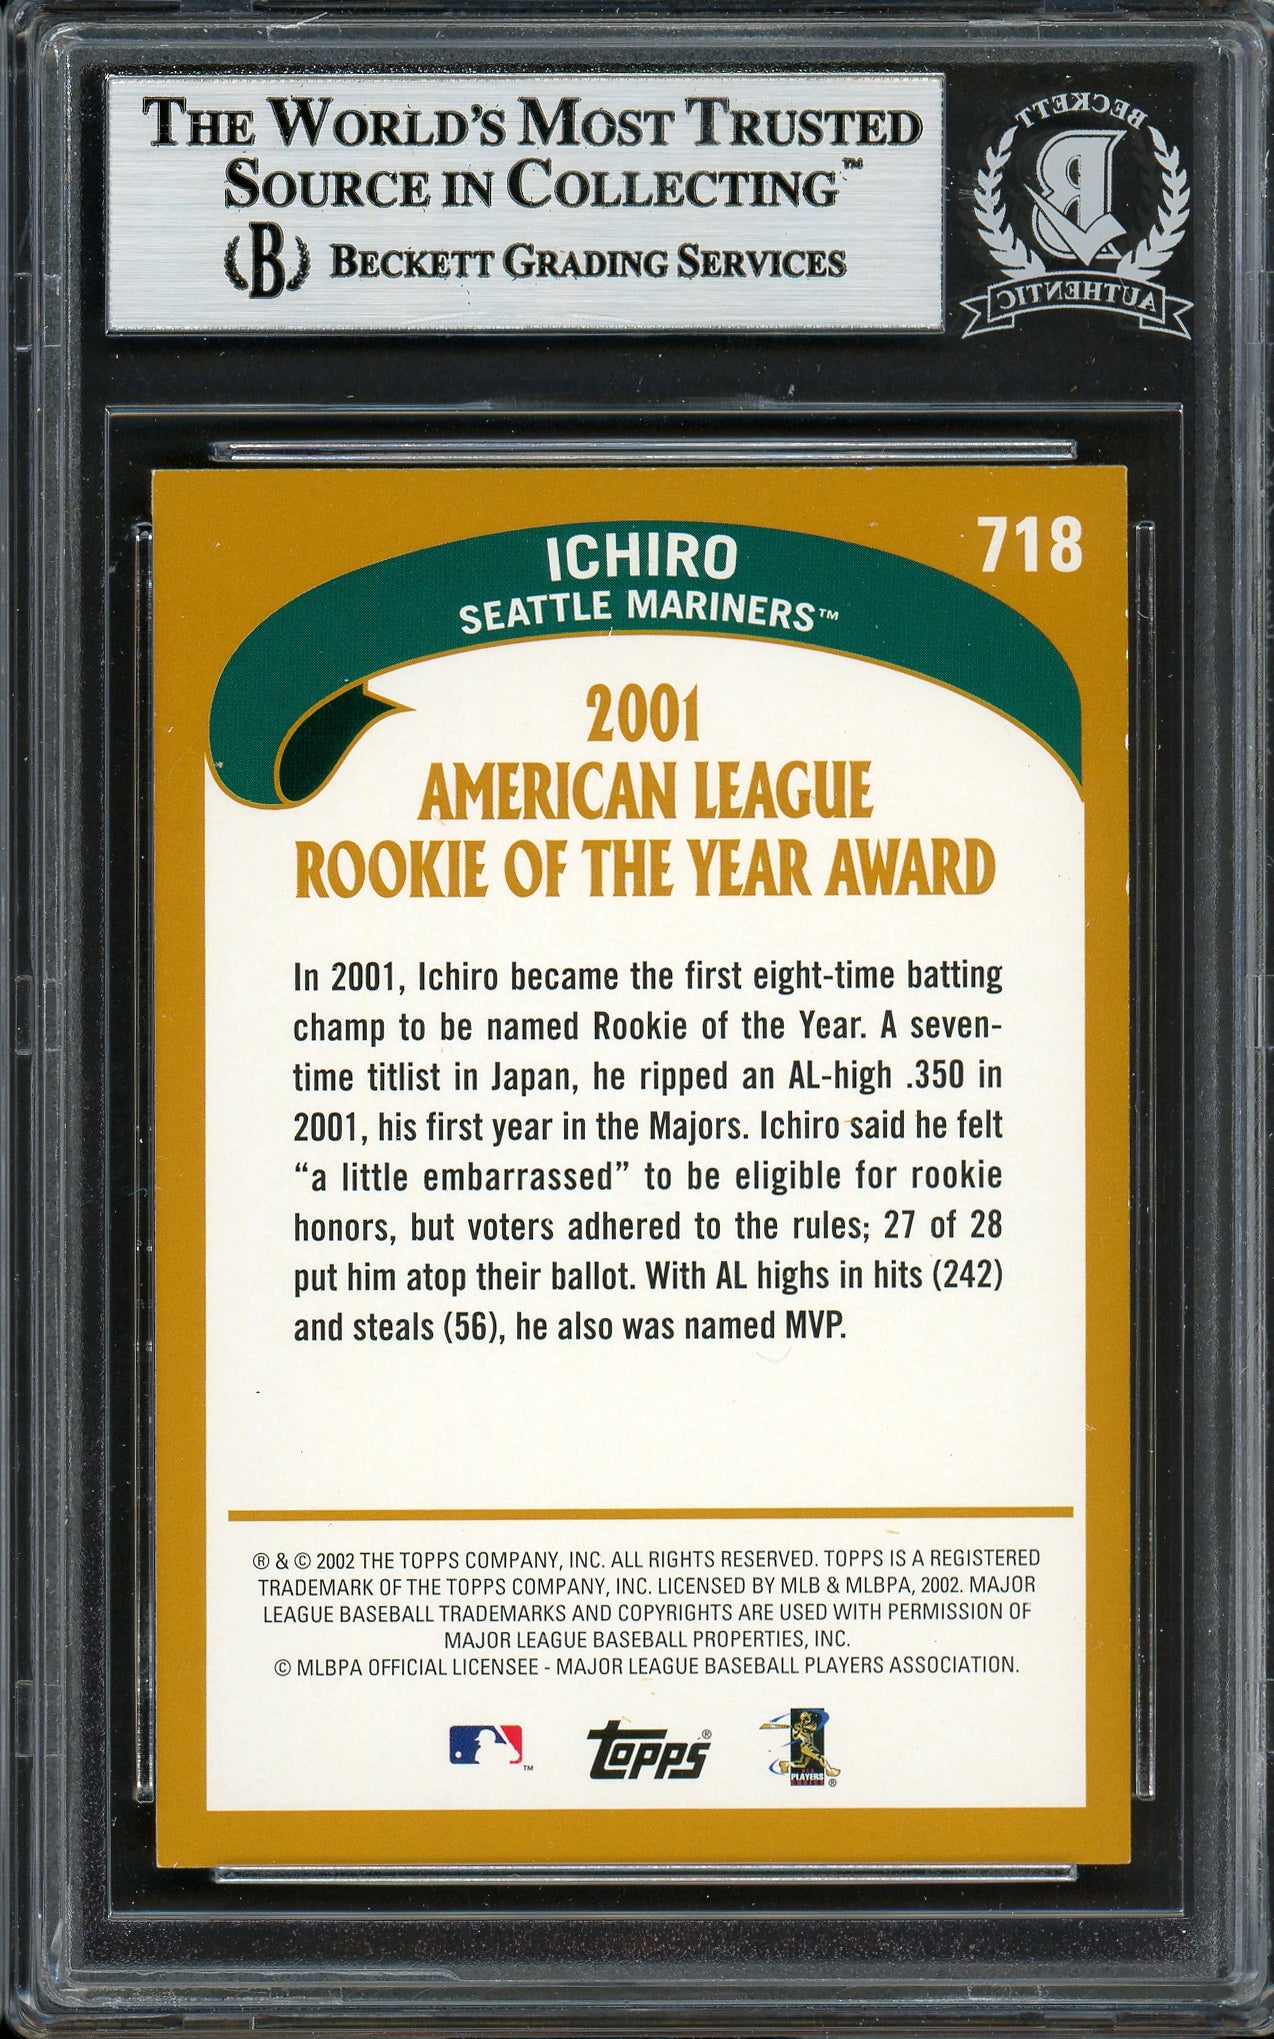 THE WORLD'S MOST TRUSTED
SOURCE IN COLLECTING™
B BECKETT GRADING SERVICES
BECKETT
B
AUTHENTIC
718
ICHIRO
SEATTLE MARINERS™
2001
AMERICAN LEAGUE
ROOKIE OF THE YEAR AWARD
In 2001, Ichiro became the first eight-time batting
champ to be named Rookie of the Year. A seven-
time titlist in Japan, he ripped an AL-high .350 in
2001, his first year in the Majors. Ichiro said he felt
“a little embarrassed” to be eligible for rookie
honors, but voters adhered to the rules; 27 of 28
put him atop their ballot. With AL highs in hits (242)
and steals (56), he also was named MVP.
® & © 2002 THE TOPPS COMPANY, INC. ALL RIGHTS RESERVED. TOPPS IS A REGISTERED
TRADEMARK OF THE TOPPS COMPANY, INC. LICENSED BY MLB & MLBPA, 2002. MAJOR
LEAGUE BASEBALL TRADEMARKS AND COPYRIGHTS ARE USED WITH PERMISSION OF
MAJOR LEAGUE BASEBALL PROPERTIES, INC.
© MLBPA OFFICIAL LICENSEE - MAJOR LEAGUE BASEBALL PLAYERS ASSOCIATION.
™ Topps® PLAYERS
CHOICE ®